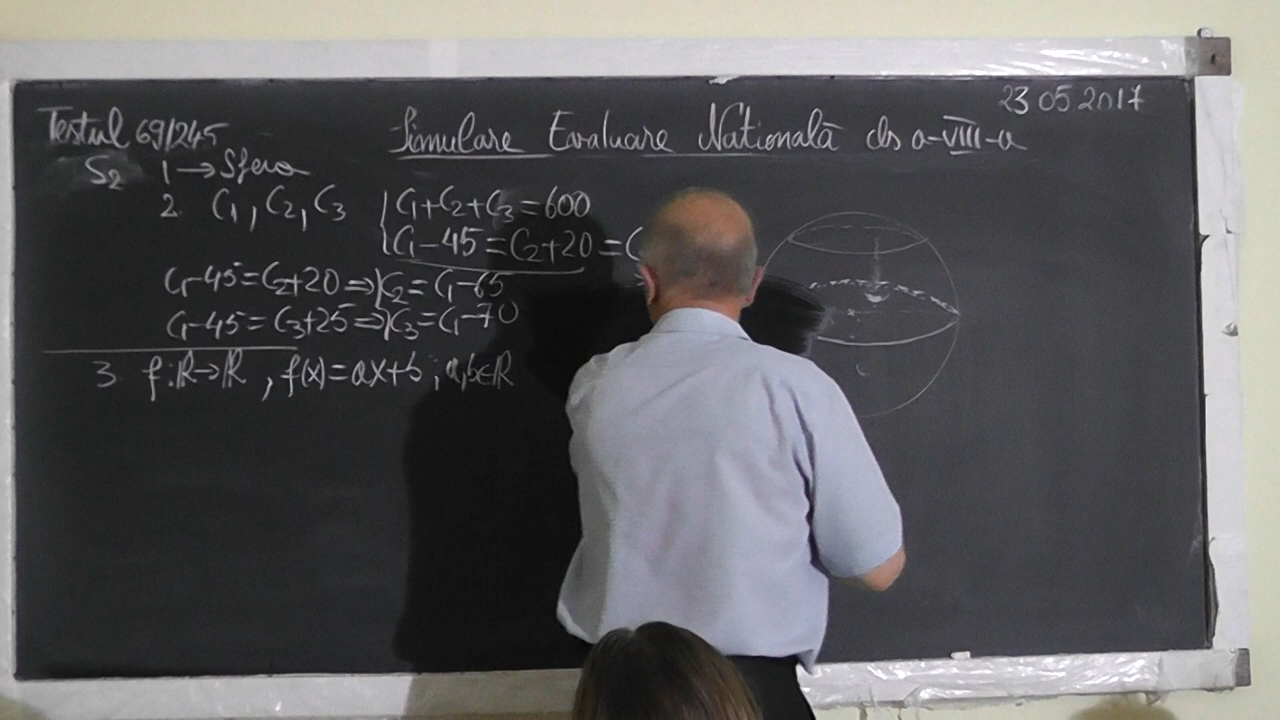 23 05 2017
Testul 69/245 Simulare Evaluare Natională cls a-VIII-a
S₂ 1 → Sfera
2. C₁, C₂, C₃ { C₁+C₂+C₃=600
C₁-45=C₂+20=C
C₁-45=C₂+20 ⇒ C₂=C₁-65
C₁-45=C₃+25 ⇒ C₃=C₁-70
3. f:ℝ→ℝ, f(x)=ax+b; a,b∈ℝ